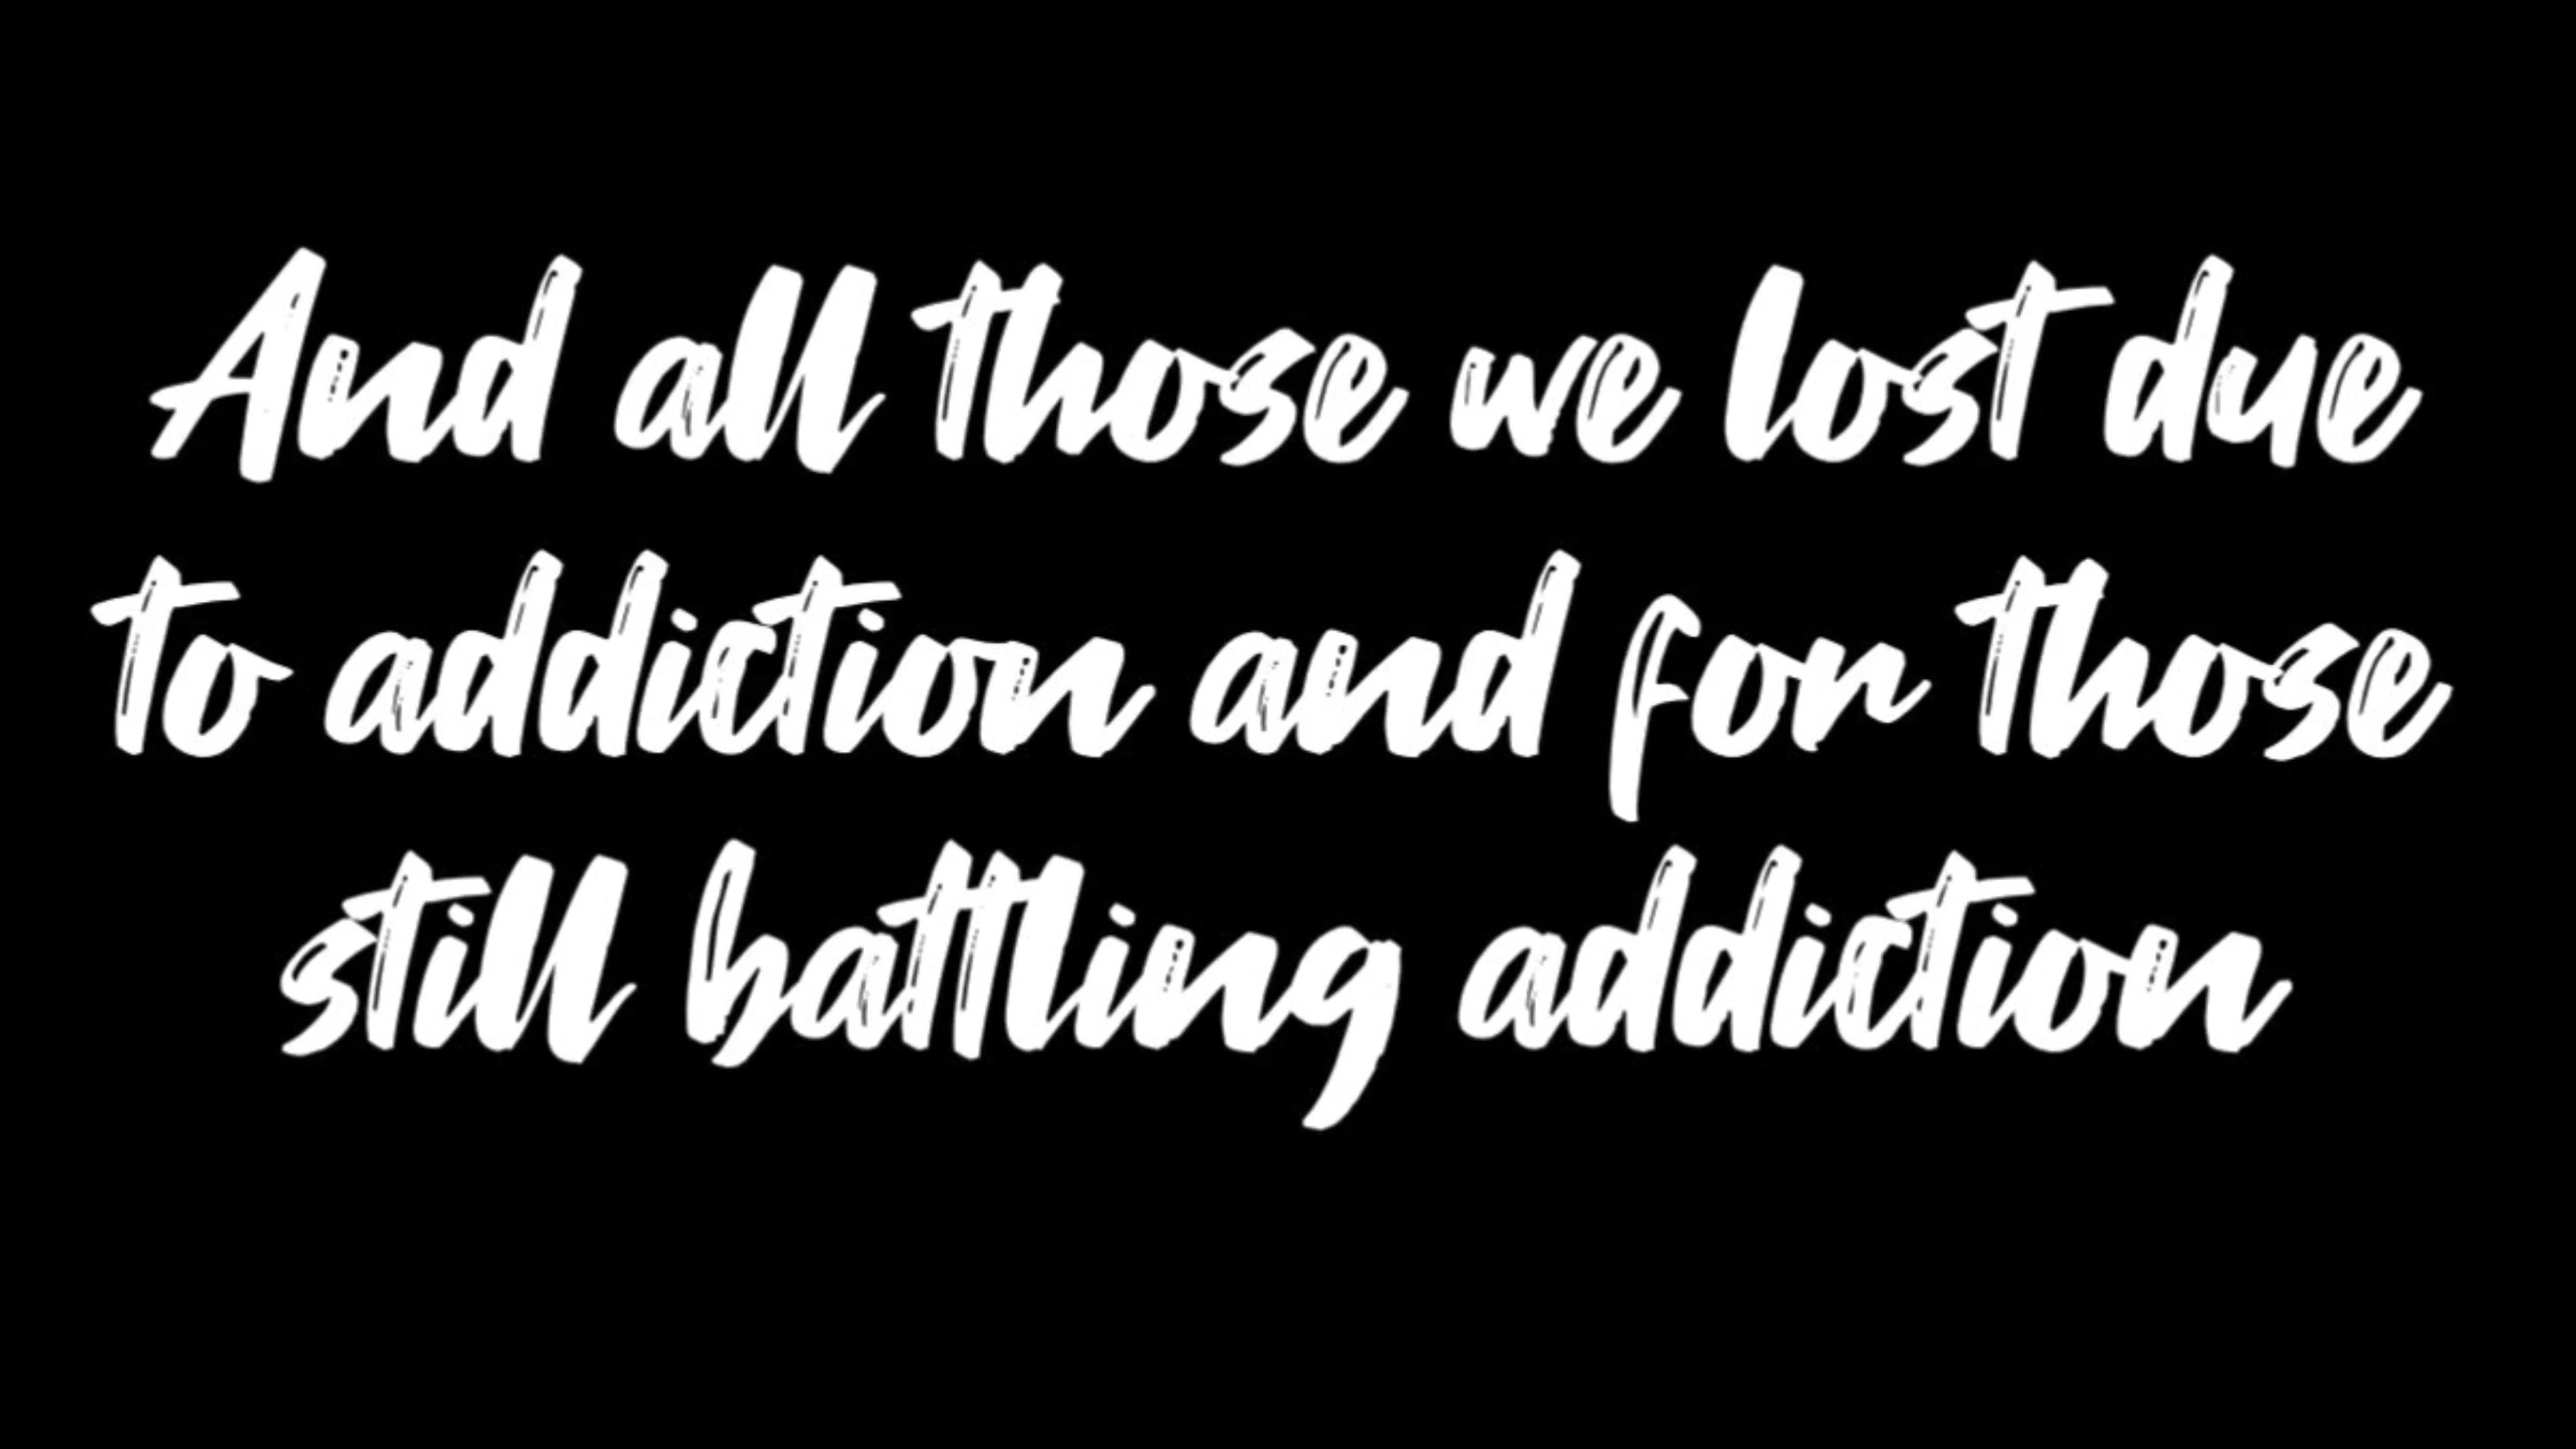 And all those we lost due
to addiction and for those
still battling addiction